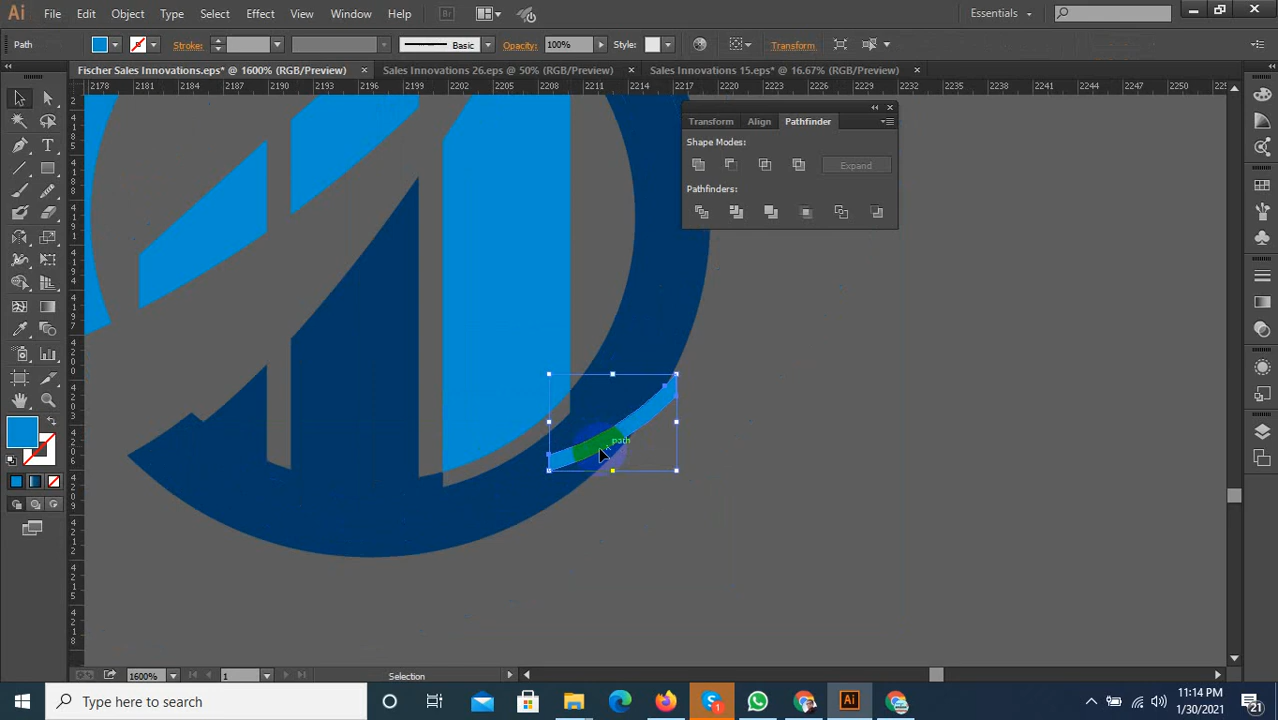 Ai File Edit Object Type Select Effect View Window Help Br Essentials
Path Stroke: Basic Opacity: 100% Style: Transform
Fischer Sales Innovations.eps* @ 1600% (RGB/Preview) Sales Innovations 26.eps @ 50% (RGB/Preview) Sales Innovations 15.eps* @ 16.67% (RGB/Preview)
2178 2181 2184 2187 2190 2193 2196 2199 2202 2205 2208 2211 2214 2217 2220 2223 2226 2229 2232 2235 2238 2241 2244 2247 2250
Transform Align Pathfinder
Shape Modes:
Expand
Pathfinders:
path
1600% 1 Selection
Type here to search
11:14 PM
1/30/2021
21